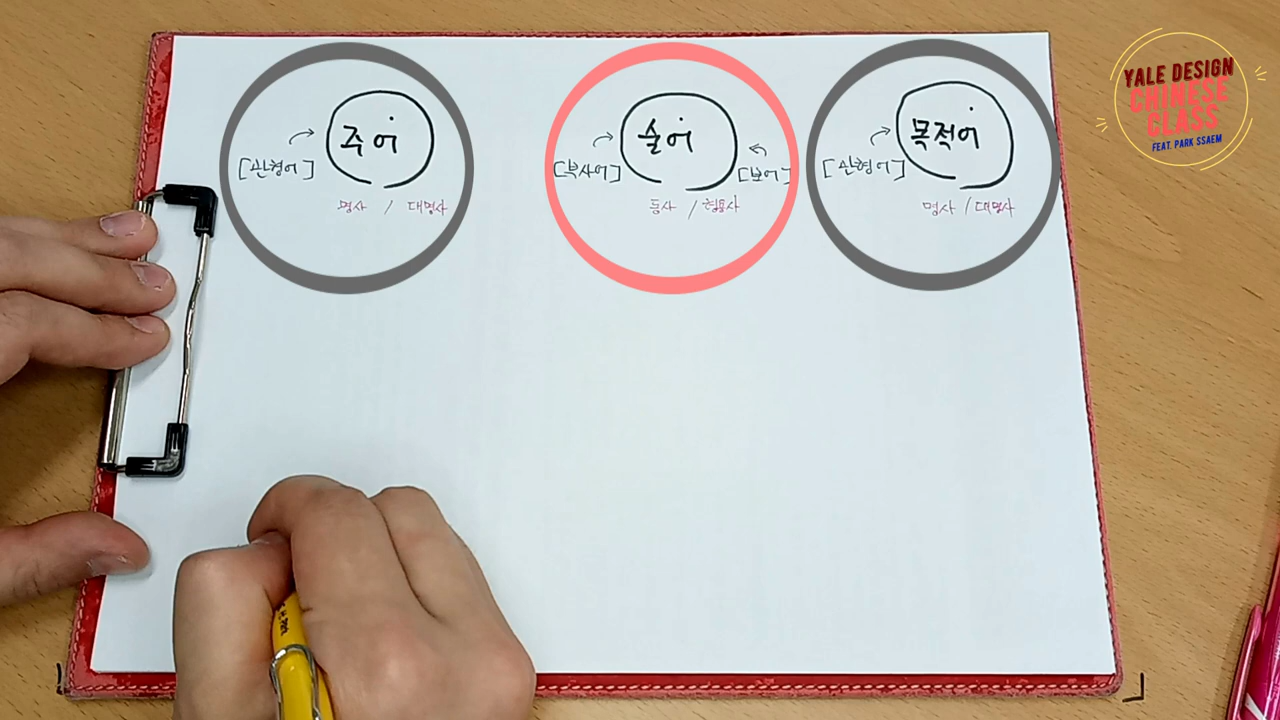 주어
[관형어]
명사 / 대명사
술어
[부사어]
[보어]
동사 / 형용사
목적어
[관형어]
명사 / 대명사
YALE DESIGN
CHINESE
CLASS
FEAT. PARK SSAEM